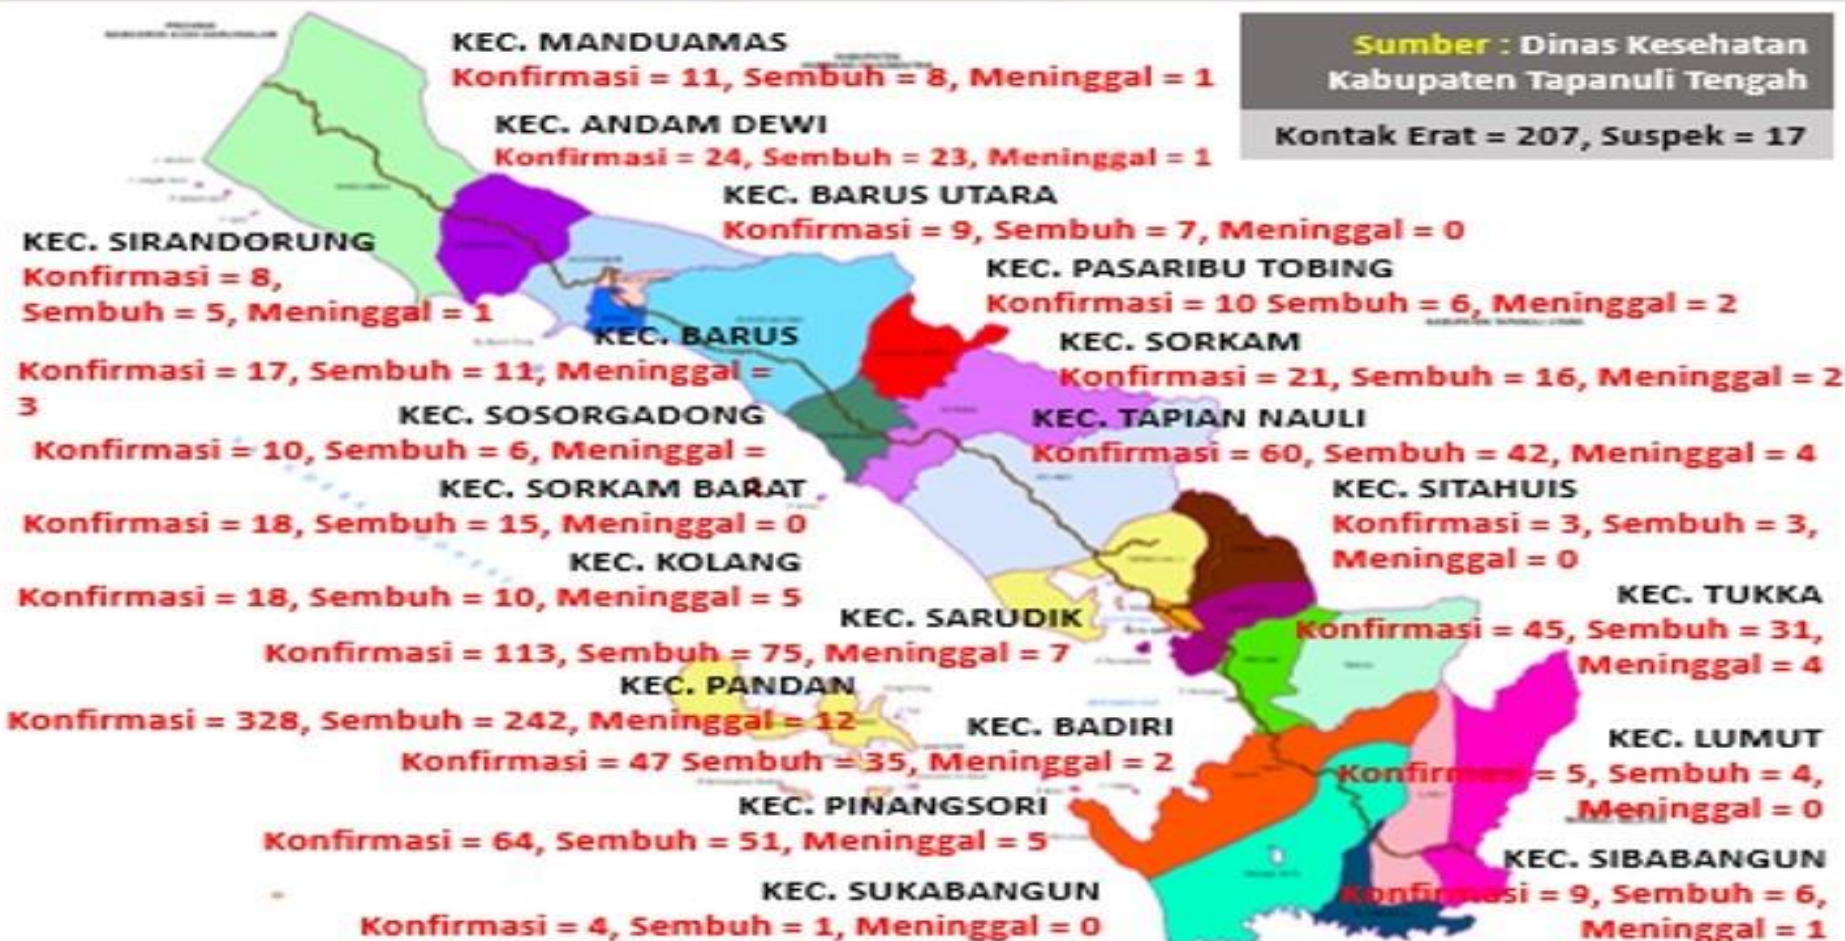 Sumber : Dinas Kesehatan
Kabupaten Tapanuli Tengah
Kontak Erat = 207, Suspek = 17
KEC. MANDUAMAS
Konfirmasi = 11, Sembuh = 8, Meninggal = 1
KEC. ANDAM DEWI
Konfirmasi = 24, Sembuh = 23, Meninggal = 1
KEC. BARUS UTARA
Konfirmasi = 9, Sembuh = 7, Meninggal = 0
KEC. SIRANDORUNG
Konfirmasi = 8,
Sembuh = 5, Meninggal = 1
KEC. PASARIBU TOBING
Konfirmasi = 10 Sembuh = 6, Meninggal = 2
KEC. BARUS
Konfirmasi = 17, Sembuh = 11, Meninggal =
3
KEC. SORKAM
Konfirmasi = 21, Sembuh = 16, Meninggal = 2
KEC. SOSORGADONG
Konfirmasi = 10, Sembuh = 6, Meninggal =
KEC. TAPIAN NAULI
Konfirmasi = 60, Sembuh = 42, Meninggal = 4
KEC. SORKAM BARAT
Konfirmasi = 18, Sembuh = 15, Meninggal = 0
KEC. SITAHUIS
Konfirmasi = 3, Sembuh = 3,
Meninggal = 0
KEC. KOLANG
Konfirmasi = 18, Sembuh = 10, Meninggal = 5
KEC. TUKKA
Konfirmasi = 45, Sembuh = 31,
Meninggal = 4
KEC. SARUDIK
Konfirmasi = 113, Sembuh = 75, Meninggal = 7
KEC. PANDAN
Konfirmasi = 328, Sembuh = 242, Meninggal = 12
KEC. BADIRI
Konfirmasi = 47 Sembuh = 35, Meninggal = 2
KEC. LUMUT
Konfirmasi = 5, Sembuh = 4,
Meninggal = 0
KEC. PINANGSORI
Konfirmasi = 64, Sembuh = 51, Meninggal = 5
KEC. SIBABANGUN
Konfirmasi = 9, Sembuh = 6,
Meninggal = 1
KEC. SUKABANGUN
Konfirmasi = 4, Sembuh = 1, Meninggal = 0